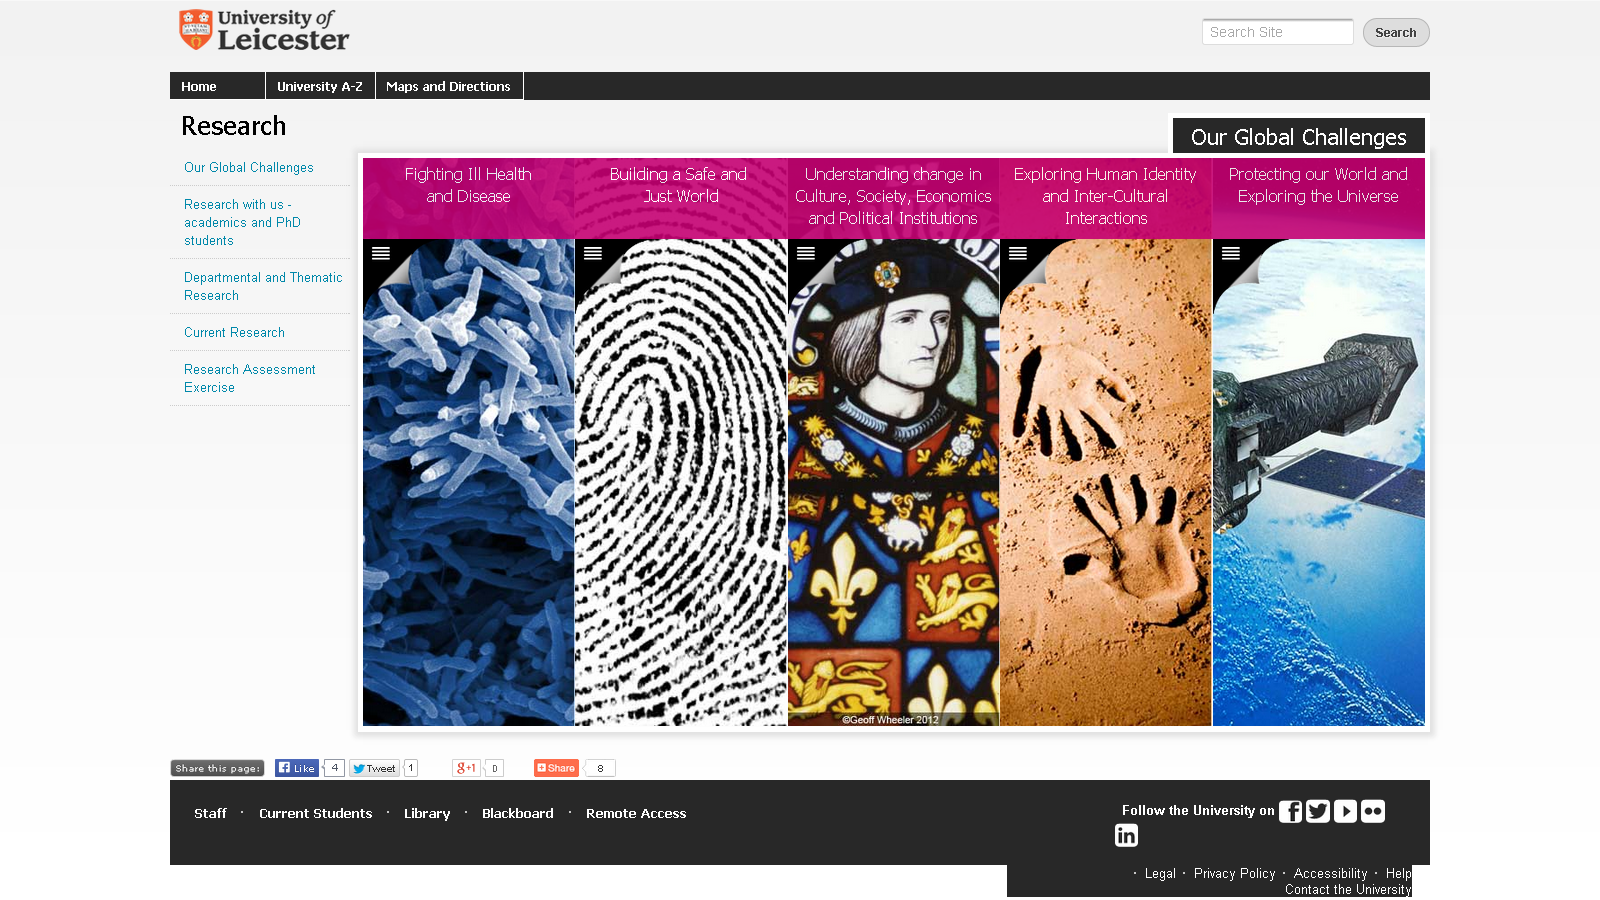 University of
Leicester
Search Site
Search
Home
University A-Z
Maps and Directions
Research
Our Global Challenges
Our Global Challenges
Research with us -
academics and PhD
students
Departmental and Thematic
Research
Current Research
Research Assessment
Exercise
Fighting Ill Health
and Disease
Building a Safe and
Just World
Understanding change in
Culture, Society, Economics
and Political Institutions
Exploring Human Identity
and Inter-Cultural
Interactions
Protecting our World and
Exploring the Universe
©Geoff Wheeler 2012
Share this page:
Like
4
Tweet
1
g+1
0
Share
8
Staff · Current Students · Library · Blackboard · Remote Access
Follow the University on
in
· Legal · Privacy Policy · Accessibility · Help
Contact the University